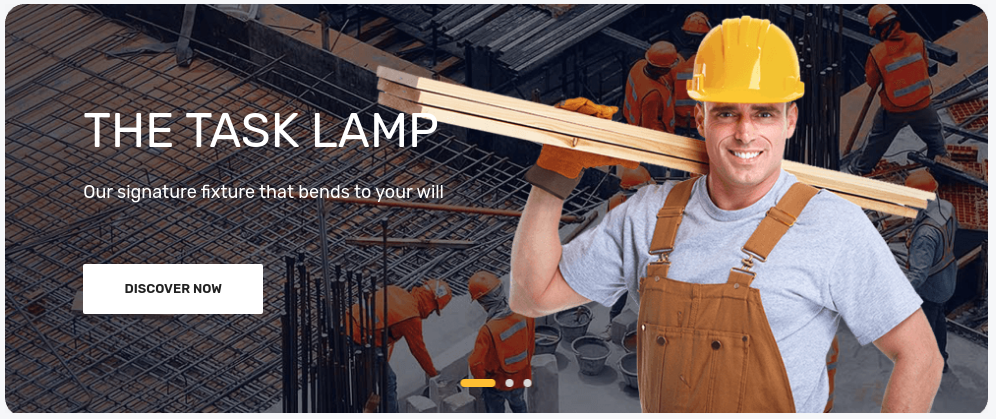 THE TASK LAMP
Our signature fixture that bends to your will
DISCOVER NOW